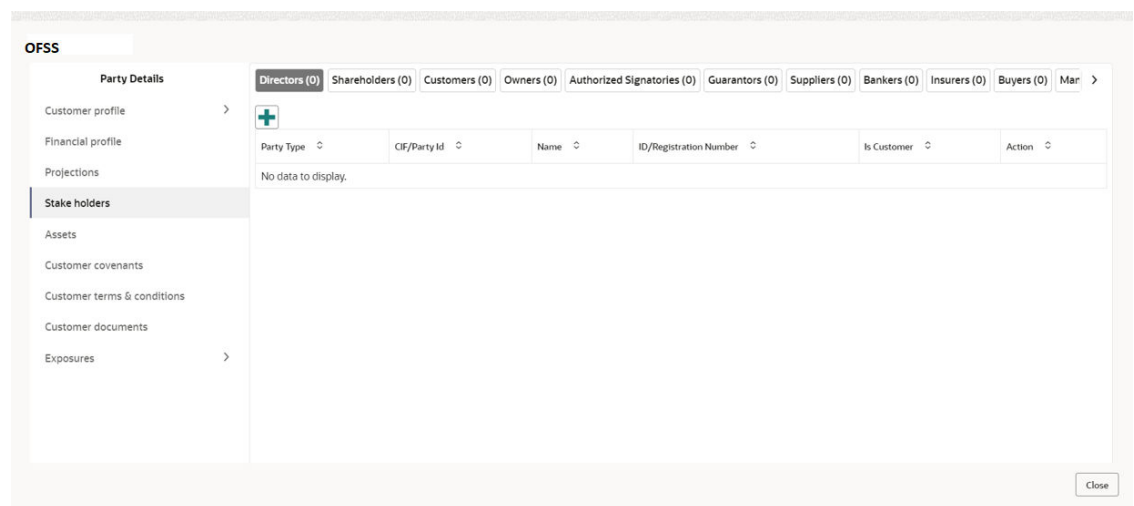 OFSS
Party Details
Customer profile
Financial profile
Projections
Stake holders
Assets
Customer covenants
Customer terms & conditions
Customer documents
Exposures
Directors (0) Shareholders (0) Customers (0) Owners (0) Authorized Signatories (0) Guarantors (0) Suppliers (0) Bankers (0) Insurers (0) Buyers (0) Mar
Party Type CIF/Party Id Name ID/Registration Number Is Customer Action
No data to display.
Close